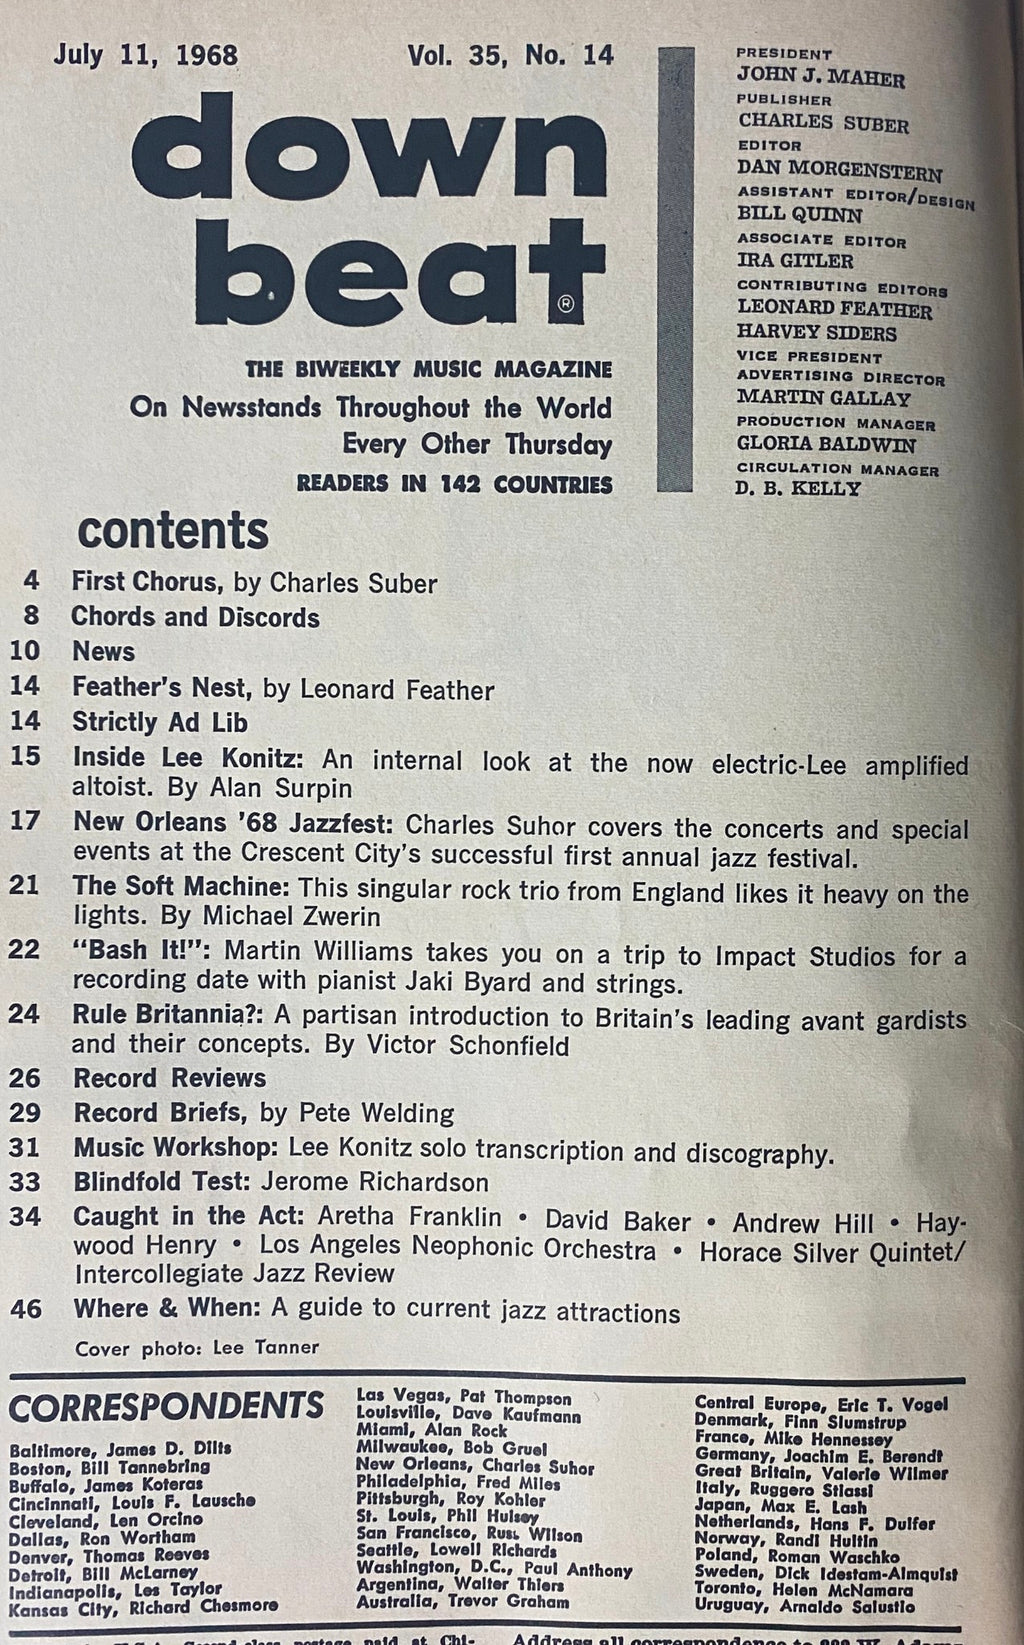 July 11, 1968
Vol. 35, No. 14
down
beat
®
THE BIWEEKLY MUSIC MAGAZINE
On Newsstands Throughout the World
Every Other Thursday
READERS IN 142 COUNTRIES
PRESIDENT
JOHN J. MAHER
PUBLISHER
CHARLES SUBER
EDITOR
DAN MORGENSTERN
ASSISTANT EDITOR/DESIGN
BILL QUINN
ASSOCIATE EDITOR
IRA GITLER
CONTRIBUTING EDITORS
LEONARD FEATHER
HARVEY SIDERS
VICE PRESIDENT
ADVERTISING DIRECTOR
MARTIN GALLAY
PRODUCTION MANAGER
GLORIA BALDWIN
CIRCULATION MANAGER
D. B. KELLY
contents
4 First Chorus, by Charles Suber
8 Chords and Discords
10 News
14 Feather's Nest, by Leonard Feather
14 Strictly Ad Lib
15 Inside Lee Konitz: An internal look at the now electric-Lee amplified
altoist. By Alan Surpin
17 New Orleans '68 Jazzfest: Charles Suhor covers the concerts and special
events at the Crescent City's successful first annual jazz festival.
21 The Soft Machine: This singular rock trio from England likes it heavy on the
lights. By Michael Zwerin
22 "Bash It!": Martin Williams takes you on a trip to Impact Studios for a
recording date with pianist Jaki Byard and strings.
24 Rule Britannia?: A partisan introduction to Britain's leading avant gardists
and their concepts. By Victor Schonfield
26 Record Reviews
29 Record Briefs, by Pete Welding
31 Music Workshop: Lee Konitz solo transcription and discography.
33 Blindfold Test: Jerome Richardson
34 Caught in the Act: Aretha Franklin • David Baker • Andrew Hill • Hay-
wood Henry • Los Angeles Neophonic Orchestra • Horace Silver Quintet/
Intercollegiate Jazz Review
46 Where & When: A guide to current jazz attractions
Cover photo: Lee Tanner
CORRESPONDENTS
Baltimore, James D. Dilts
Boston, Bill Tannebring
Buffalo, James Koteras
Cincinnati, Louis F. Lausche
Cleveland, Len Orcino
Dallas, Ron Wortham
Denver, Thomas Reeves
Detroit, Bill McLarney
Indianapolis, Les Taylor
Kansas City, Richard Chesmore
Las Vegas, Pat Thompson
Louisville, Dave Kaufmann
Miami, Alan Rock
Milwaukee, Bob Gruel
New Orleans, Charles Suhor
Philadelphia, Fred Miles
Pittsburgh, Roy Kohler
St. Louis, Phil Hulsey
San Francisco, Russ Wilson
Seattle, Lowell Richards
Washington, D.C., Paul Anthony
Argentina, Walter Thiers
Australia, Trevor Graham
Central Europe, Eric T. Vogel
Denmark, Finn Slumstrup
France, Mike Hennessey
Germany, Joachim E. Berendt
Great Britain, Valerie Wilmer
Italy, Ruggero Stiassi
Japan, Max E. Lash
Netherlands, Hans F. Dulfer
Norway, Randi Hultin
Poland, Roman Waschko
Sweden, Dick Idestam-Almquist
Toronto, Helen McNamara
Uruguay, Arnaldo Salustio
postage paid at Chi-
Address all correspondence to